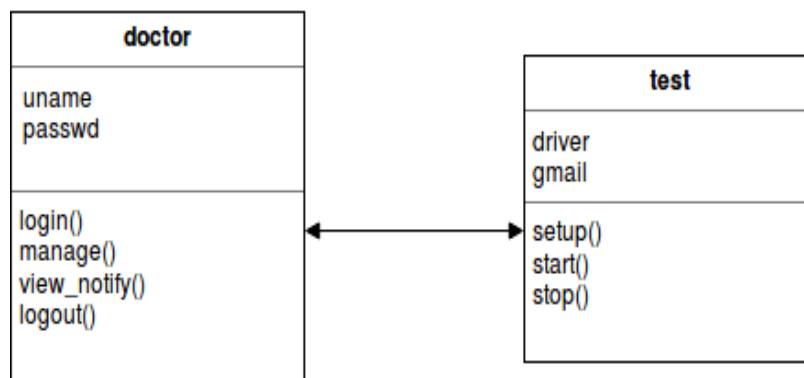 doctor
uname
passwd
login()
manage()
view_notify()
logout()
test
driver
gmail
setup()
start()
stop()